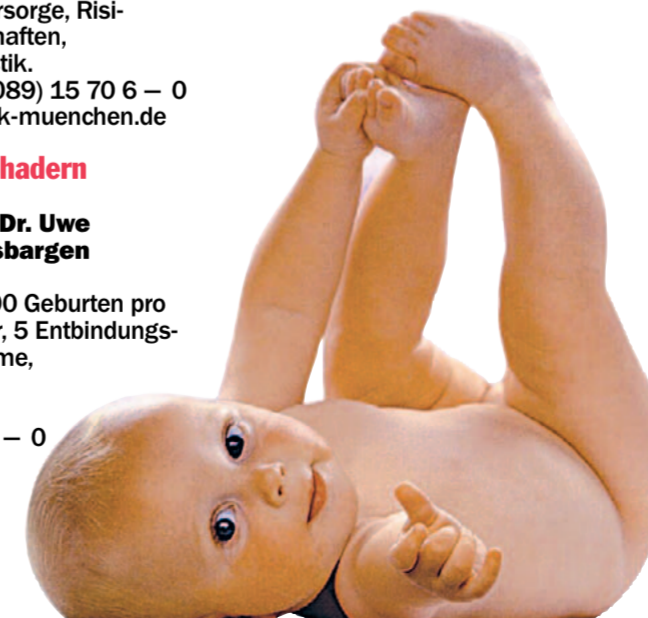 rsorge, Risi-
haften,
tik.
089) 15 70 6 – 0
k-muenchen.de
hadern
Dr. Uwe
sbargen
00 Geburten pro
r, 5 Entbindungs-
me,
– 0